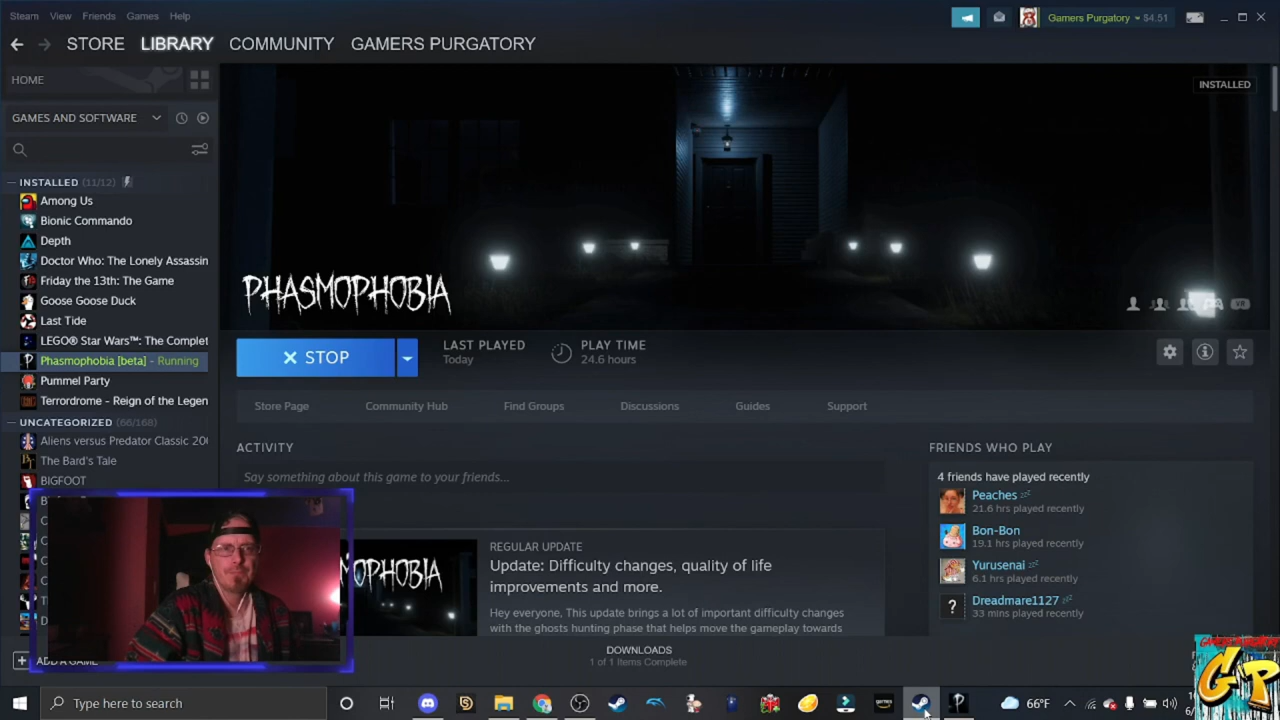 Steam View Friends Games Help
Gamers Purgatory $4.51
STORE LIBRARY COMMUNITY GAMERS PURGATORY
HOME
INSTALLED
GAMES AND SOFTWARE
INSTALLED (11/12)
Among Us
Bionic Commando
Depth
Doctor Who: The Lonely Assassin
Friday the 13th: The Game
Goose Goose Duck
Last Tide
LEGO® Star Wars™: The Complet
Phasmophobia [beta] - Running
Pummel Party
Terrordrome - Reign of the Legen
UNCATEGORIZED (66/168)
Aliens versus Predator Classic 200
The Bard's Tale
BIGFOOT
ADD A GAME
PHASMOPHOBIA
VR
STOP
LAST PLAYED
Today
PLAY TIME
24.6 hours
Store Page Community Hub Find Groups Discussions Guides Support
ACTIVITY
Say something about this game to your friends...
MOPHOBIA
REGULAR UPDATE
Update: Difficulty changes, quality of life
improvements and more.
Hey everyone, This update brings a lot of important difficulty changes
with the ghosts hunting phase that helps move the gameplay towards
FRIENDS WHO PLAY
4 friends have played recently
Peaches
21.6 hrs played recently
Bon-Bon
19.1 hrs played recently
Yurusenai
6.1 hrs played recently
Dreadmare1127
33 mins played recently
DOWNLOADS
1 of 1 Items Complete
GP
Type here to search
66°F